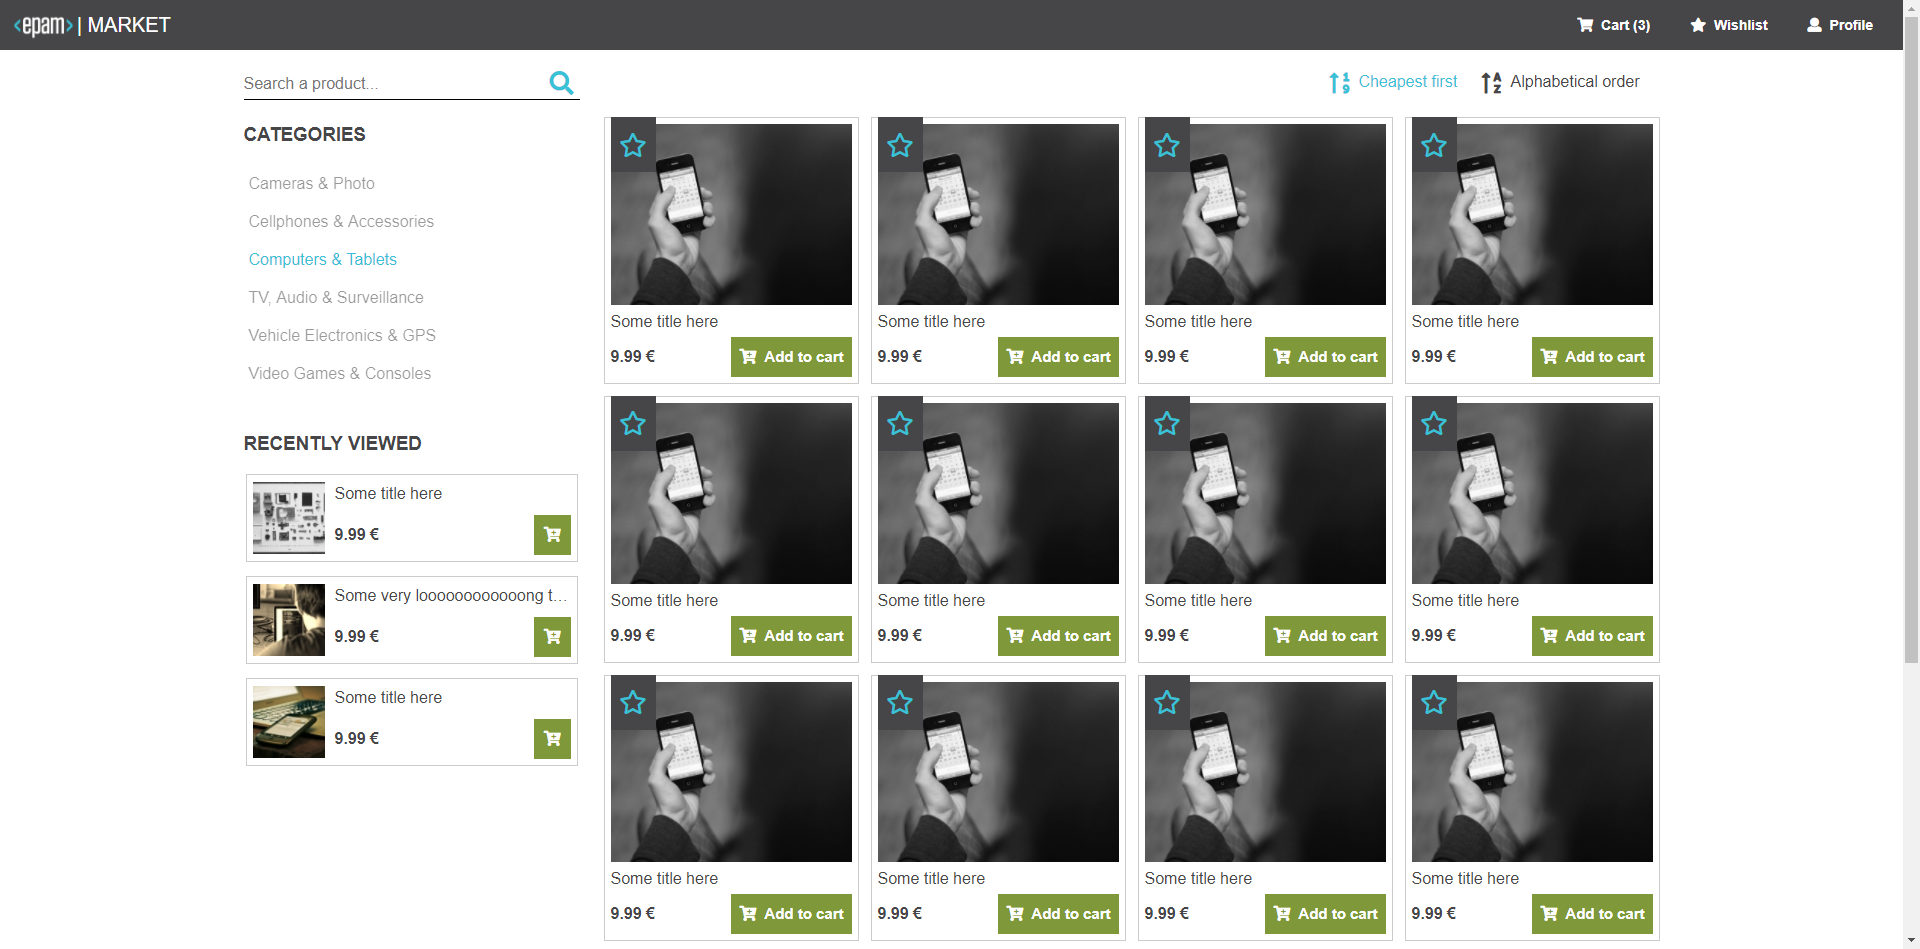 <epam> | MARKET
Cart (3)
Wishlist
Profile
Search a product...
Cheapest first
Alphabetical order
CATEGORIES
Cameras & Photo
Cellphones & Accessories
Computers & Tablets
TV, Audio & Surveillance
Vehicle Electronics & GPS
Video Games & Consoles
RECENTLY VIEWED
Some title here
9.99 €
Some very loooooooooooong t...
9.99 €
Some title here
9.99 €
Some title here
9.99 € Add to cart
Some title here
9.99 € Add to cart
Some title here
9.99 € Add to cart
Some title here
9.99 € Add to cart
Some title here
9.99 € Add to cart
Some title here
9.99 € Add to cart
Some title here
9.99 € Add to cart
Some title here
9.99 € Add to cart
Some title here
9.99 € Add to cart
Some title here
9.99 € Add to cart
Some title here
9.99 € Add to cart
Some title here
9.99 € Add to cart